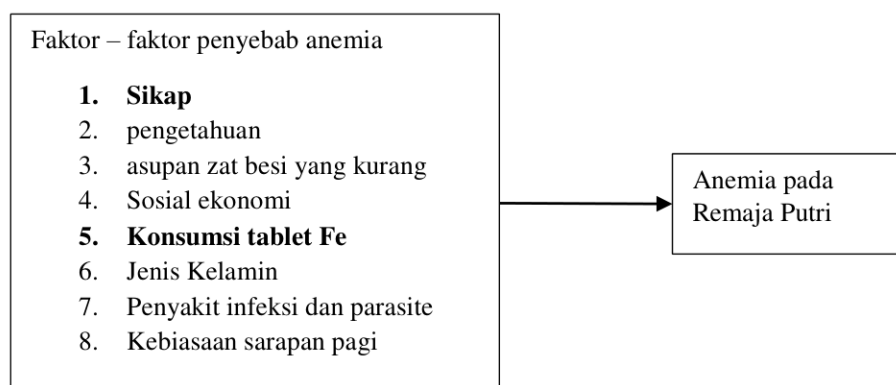 Faktor – faktor penyebab anemia
1. Sikap
2. pengetahuan
3. asupan zat besi yang kurang
4. Sosial ekonomi
5. Konsumsi tablet Fe
6. Jenis Kelamin
7. Penyakit infeksi dan parasite
8. Kebiasaan sarapan pagi
Anemia pada
Remaja Putri